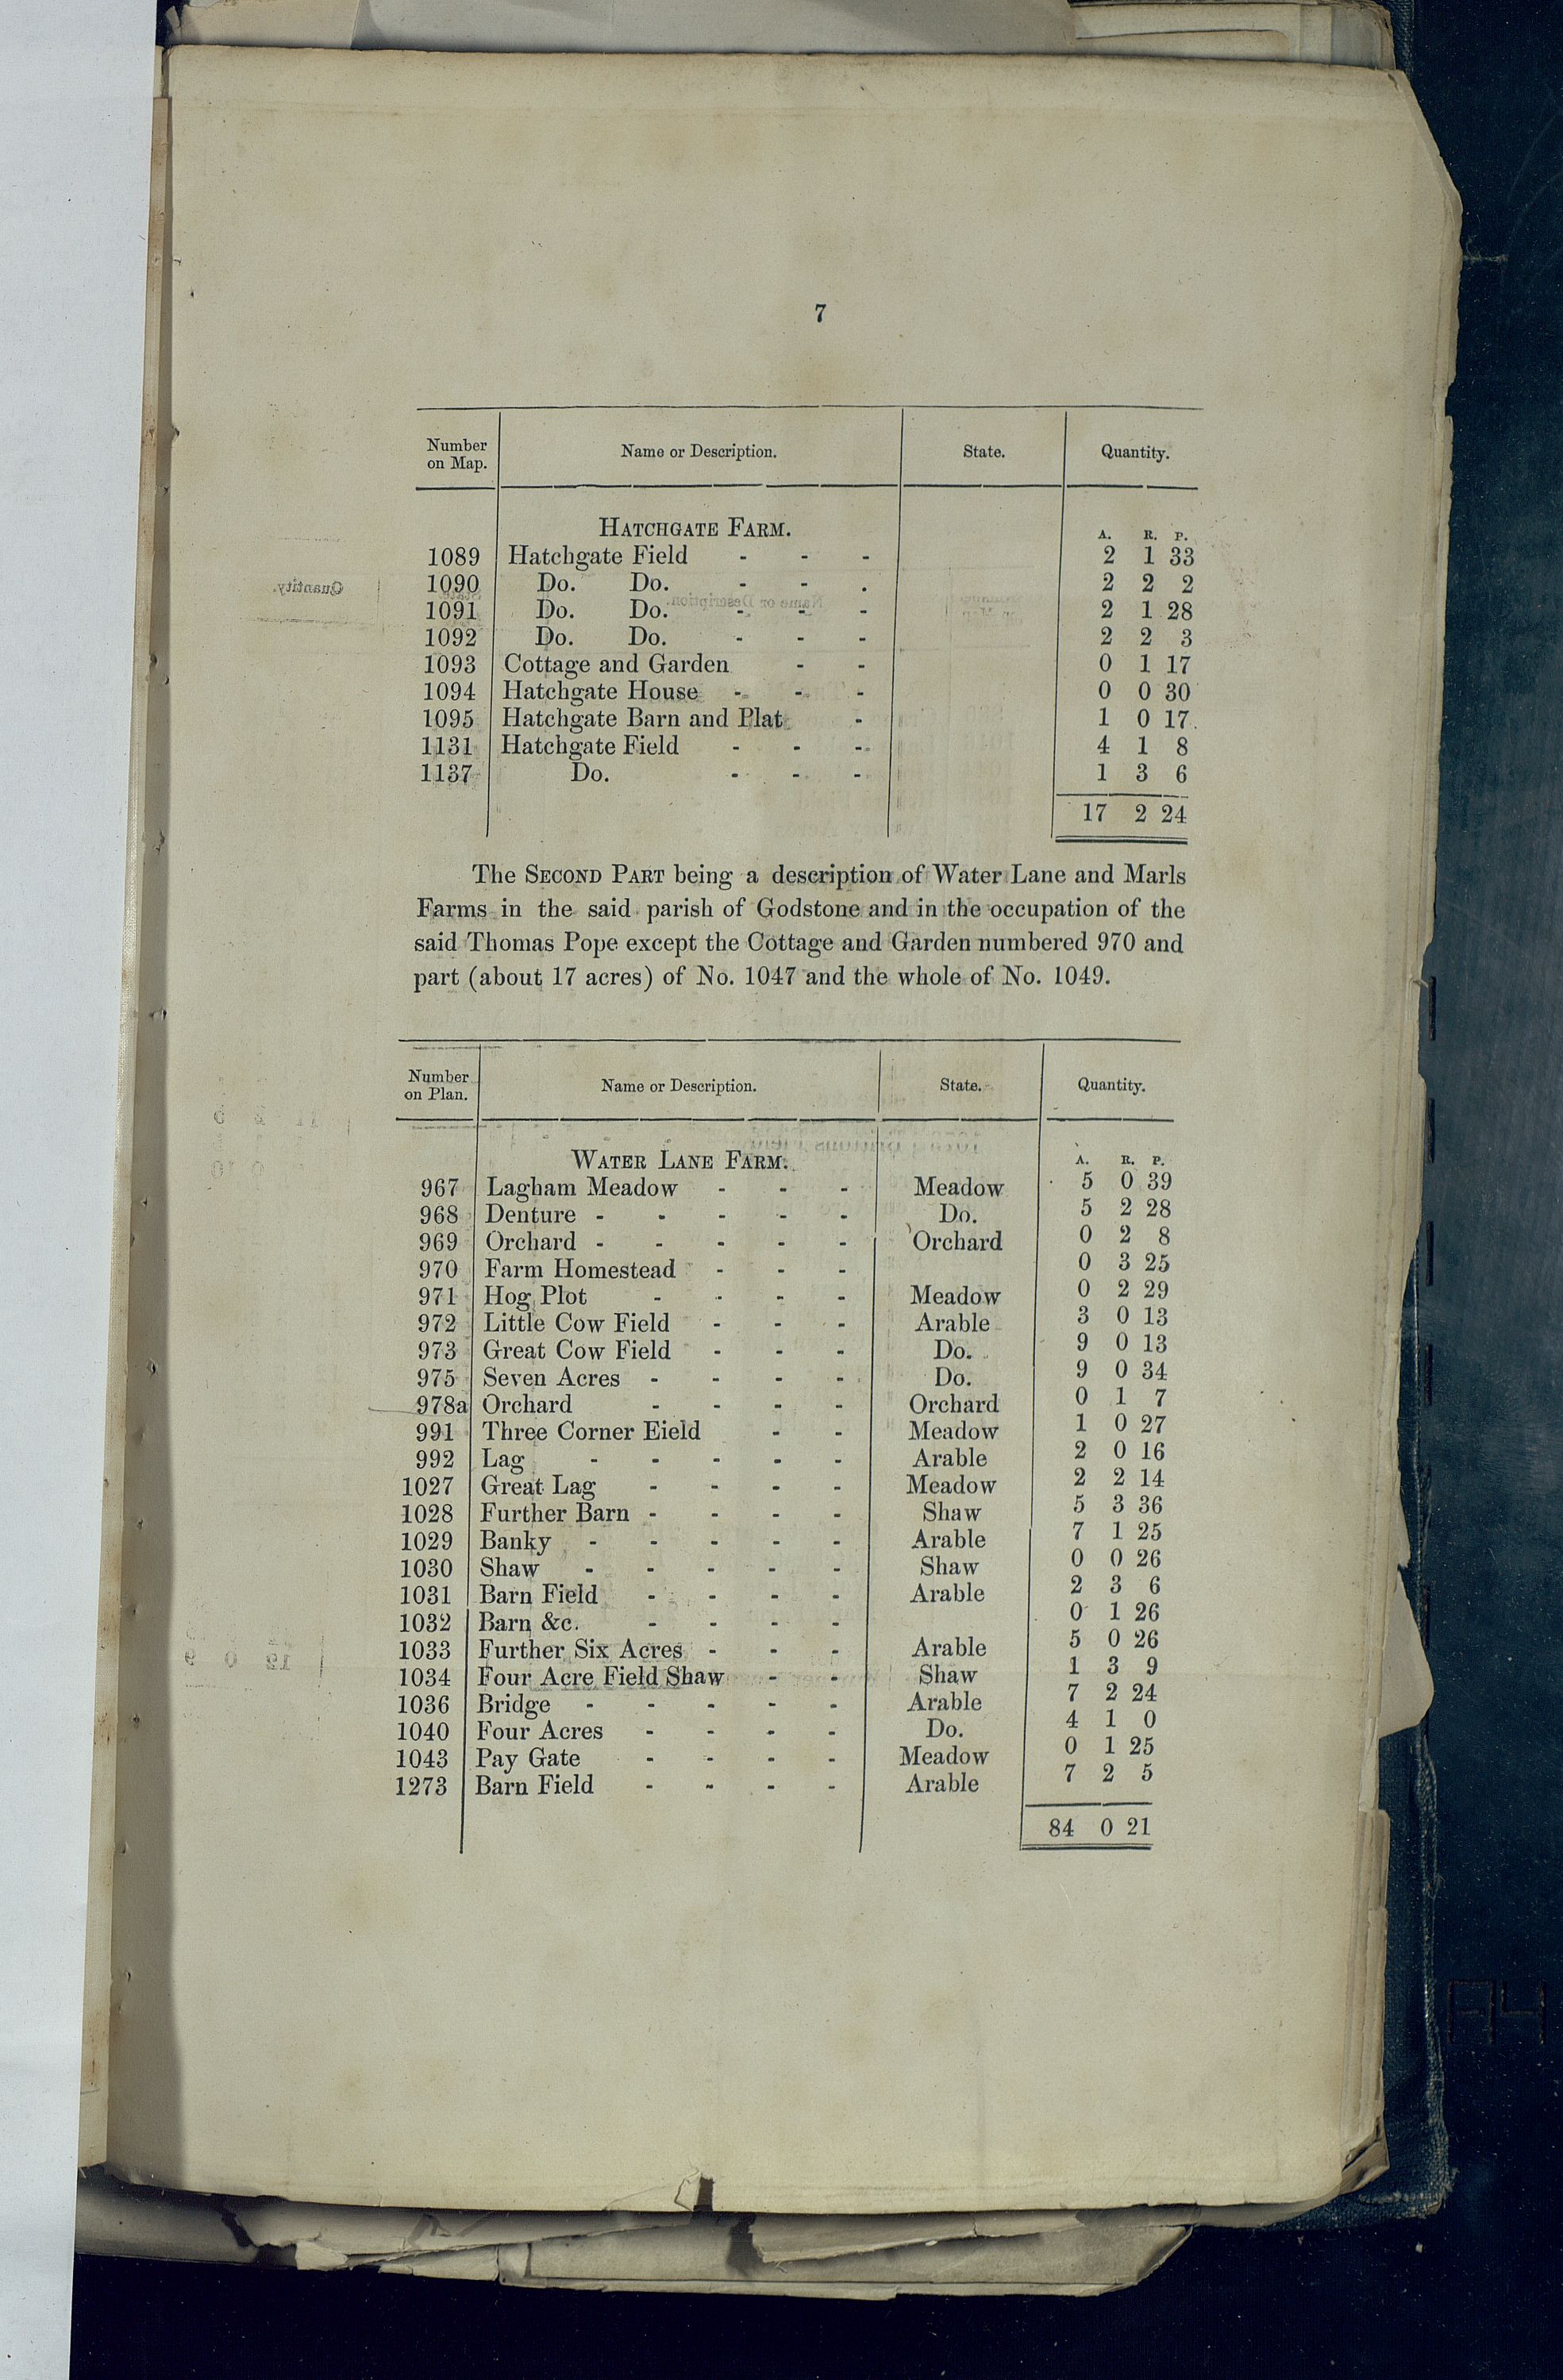 7
Number on Map. Name or Description. State. Quantity.
HATCHGATE FARM. A. R. P.
1089 Hatchgate Field - - - 2 1 33
1090 Do. Do. - - . 2 2 2
1091 Do. Do. - - - 2 1 28
1092 Do. Do. - - - 2 2 3
1093 Cottage and Garden - - 0 1 17
1094 Hatchgate House - - - 0 0 30
1095 Hatchgate Barn and Plat - 1 0 17
1131 Hatchgate Field - - - 4 1 8
1137 Do. - - - 1 3 6
17 2 24
The SECOND PART being a description of Water Lane and Marls
Farms in the said parish of Godstone and in the occupation of the
said Thomas Pope except the Cottage and Garden numbered 970 and
part (about 17 acres) of No. 1047 and the whole of No. 1049.
Number on Plan. Name or Description. State. Quantity.
WATER LANE FARM. A. R. P.
967 Lagham Meadow - - - Meadow 5 0 39
968 Denture - - - - - Do. 5 2 28
969 Orchard - - - - - Orchard 0 2 8
970 Farm Homestead - - - 0 3 25
971 Hog Plot - - - - Meadow 0 2 29
972 Little Cow Field - - - Arable 3 0 13
973 Great Cow Field - - - Do. 9 0 13
975 Seven Acres - - - - Do. 9 0 34
978a Orchard - - - - Orchard 0 1 7
991 Three Corner Eield - - Meadow 1 0 27
992 Lag - - - - - Arable 2 0 16
1027 Great Lag - - - - Meadow 2 2 14
1028 Further Barn - - - - Shaw 5 3 36
1029 Banky - - - - - Arable 7 1 25
1030 Shaw - - - - - Shaw 0 0 26
1031 Barn Field - - - - Arable 2 3 6
1032 Barn &c. - - - - 0 1 26
1033 Further Six Acres - - - Arable 5 0 26
1034 Four Acre Field Shaw - - Shaw 1 3 9
1036 Bridge - - - - - Arable 7 2 24
1040 Four Acres - - - - Do. 4 1 0
1043 Pay Gate - - - - Meadow 0 1 25
1273 Barn Field - - - - Arable 7 2 5
84 0 21